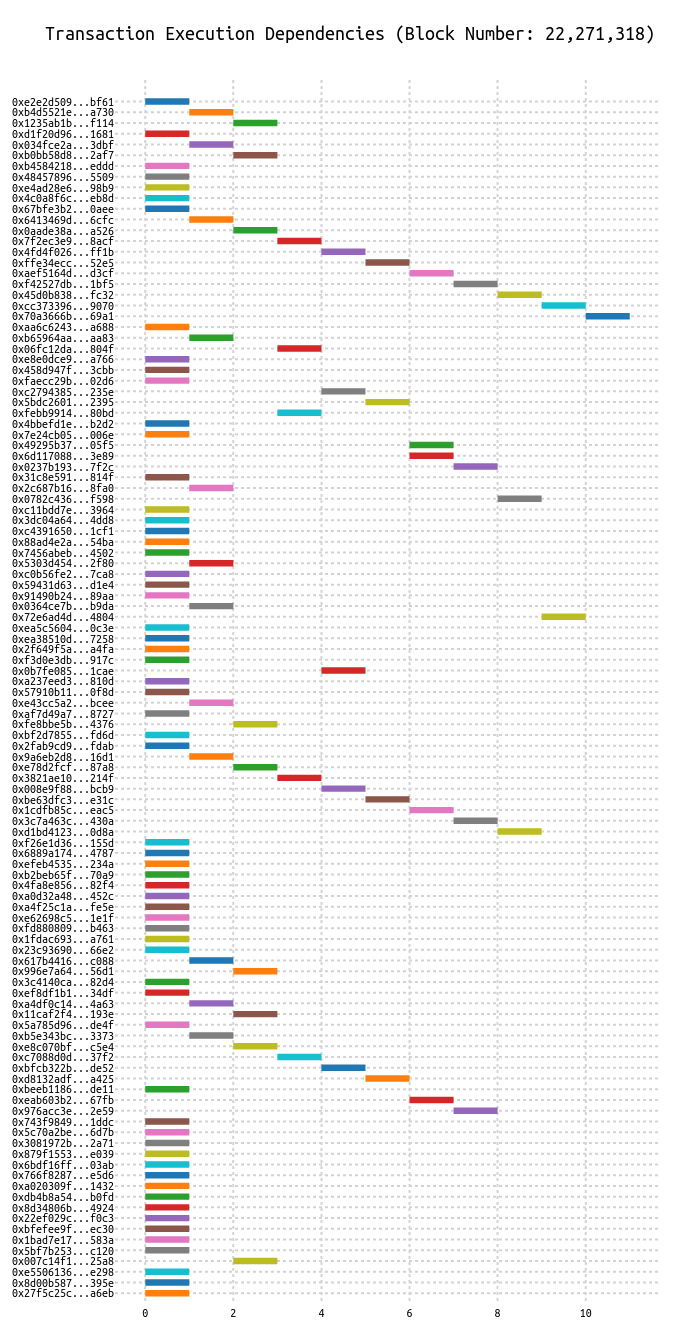 Transaction Execution Dependencies (Block Number: 22,271,318)
0xe2e2d509...bf61
0xb4d5521e...a730
0x1235ab1b...f114
0xd1f20d96...1681
0x034fce2a...3dbf
0xb0bb58d8...2af7
0xb4584218...eddd
0x48457896...5509
0xe4ad28e6...98b9
0x4c0a8f6c...eb8d
0x67bfe3b2...0aee
0x6413469d...6cfc
0x0aade38a...a526
0x7f2ec3e9...8acf
0x4fd4f026...ff1b
0xffe34ecc...52e5
0xaef5164d...d3cf
0xf42527db...1bf5
0x45d0b838...fc32
0xcc373396...9070
0x70a3666b...69a1
0xaa6c6243...a688
0xb65964aa...aa83
0x06fc12da...804f
0xe8e0dce9...a766
0x458d947f...3cbb
0xfaecc29b...02d6
0xc2794385...235e
0x5bdc2601...2395
0xfebb9914...80bd
0x4bbefd1e...b2d2
0x7e24cb05...006e
0x49295b37...05f5
0x6d117088...3e89
0x0237b193...7f2c
0x31c8e591...814f
0x2c687b16...8fa0
0x0782c436...f598
0xc11bdd7e...3964
0x3dc04a64...4dd8
0xc4391650...1cf1
0x88ad4e2a...54ba
0x7456abeb...4502
0x5303d454...2f80
0xc0b56fe2...7ca8
0x59431d63...d1e4
0x91490b24...89aa
0x0364ce7b...b9da
0x72e6ad4d...4804
0xea5c5604...0c3e
0xea38510d...7258
0x2f649f5a...a4fa
0xf3d0e3db...917c
0x0b7fe085...1cae
0xa237eed3...810d
0x57910b11...0f8d
0xe43cc5a2...bcee
0xaf7d49a7...8727
0xfe8bbe5b...4376
0xbf2d7855...fd6d
0x2fab9cd9...fdab
0x9a6eb2d8...16d1
0xe78d2fcf...87a8
0x3821ae10...214f
0x008e9f88...bcb9
0xbe63dfc3...e31c
0x1cdfb85c...eac5
0x3c7a463c...430a
0xd1bd4123...0d8a
0xf26e1d36...155d
0x6889a174...4787
0xefeb4535...234a
0xb2beb65f...70a9
0x4fa8e856...82f4
0xa0d32a48...452c
0xa4f25c1a...fe5e
0xe62698c5...1e1f
0xfd880809...b463
0x1fdac693...a761
0x23c93690...66e2
0x617b4416...c088
0x996e7a64...56d1
0x3c4140ca...82d4
0xef8df1b1...34df
0xa4df0c14...4a63
0x11caf2f4...193e
0x5a785d96...de4f
0xb5e343bc...3373
0xe8c070bf...c5e4
0xc7088d0d...37f2
0xbfcb322b...de52
0xd8132adf...a425
0xbeeb1186...de11
0xeab603b2...67fb
0x976acc3e...2e59
0x743f9849...1ddc
0x5c70a2be...6d7b
0x3081972b...2a71
0x879f1553...e039
0x6bdf16ff...03ab
0x766f8287...e5d6
0xa020309f...1432
0xdb4b8a54...b0fd
0x8d34806b...4924
0x22ef029c...f0c3
0xbfefee9f...ec30
0x1bad7e17...583a
0x5bf7b253...c120
0x007c14f1...25a8
0xe5506136...e298
0x8d00b587...395e
0x27f5c25c...a6eb
0 2 4 6 8 10